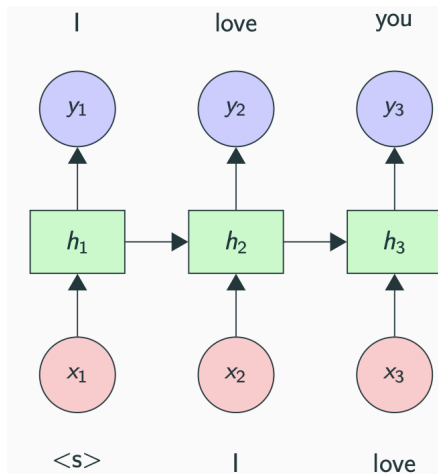 I love you
y₁ y₂ y₃
h₁ h₂ h₃
x₁ x₂ x₃
<s> I love